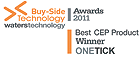 Buy-Side
Technology
waterstechnology
Awards
2011
Best CEP Product
Winner
ONETICK